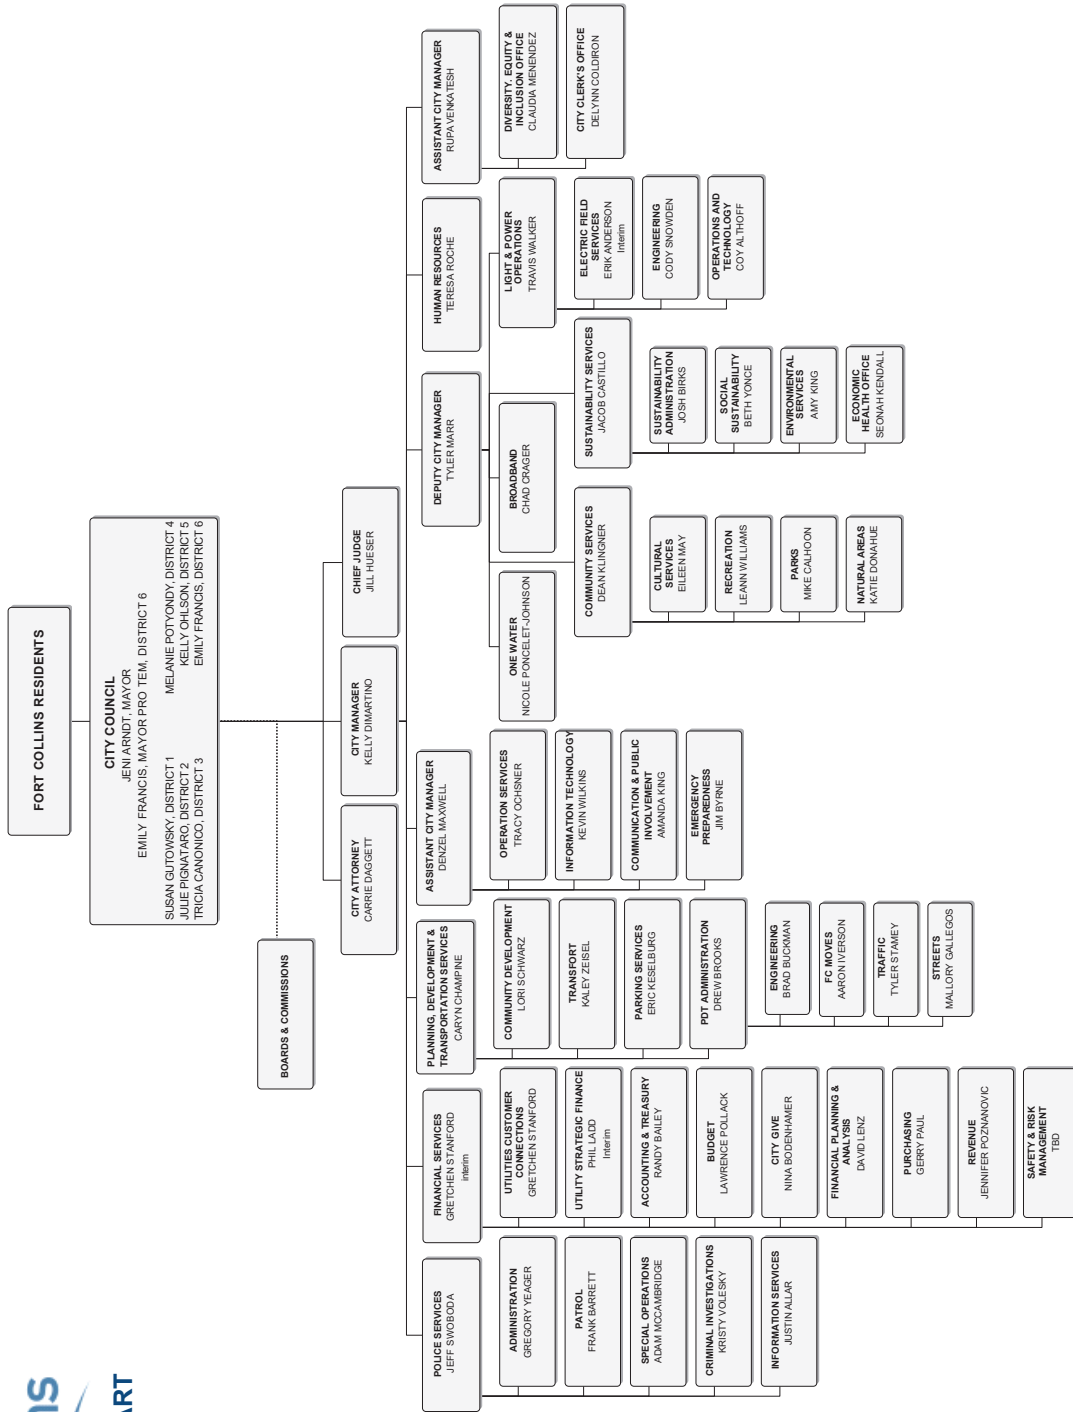 ns
ART
FORT COLLINS RESIDENTS
CITY COUNCIL
JENI ARNDT, MAYOR
EMILY FRANCIS, MAYOR PRO TEM, DISTRICT 6
SUSAN GUTOWSKY, DISTRICT 1
JULIE PIGNATARO, DISTRICT 2
TRICIA CANONICO, DISTRICT 3
MELANIE POTYONDY, DISTRICT 4
KELLY OHLSON, DISTRICT 5
EMILY FRANCIS, DISTRICT 6
BOARDS & COMMISSIONS
CITY ATTORNEY
CARRIE DAGGETT
CITY MANAGER
KELLY DIMARTINO
CHIEF JUDGE
JILL HUESER
POLICE SERVICES
JEFF SWOBODA
ADMINISTRATION
GREGORY YEAGER
PATROL
FRANK BARRETT
SPECIAL OPERATIONS
ADAM MCCAMBRIDGE
CRIMINAL INVESTIGATIONS
KRISTY VOLESKY
INFORMATION SERVICES
JUSTIN ALLAR
FINANCIAL SERVICES
GRETCHEN STANFORD
interim
UTILITIES CUSTOMER
CONNECTIONS
GRETCHEN STANFORD
UTILITY STRATEGIC FINANCE
PHIL LADD
Interim
ACCOUNTING & TREASURY
RANDY BAILEY
BUDGET
LAWRENCE POLLACK
CITY GIVE
NINA BODENHAMER
FINANCIAL PLANNING &
ANALYSIS
DAVID LENZ
PURCHASING
GERRY PAUL
REVENUE
JENNIFER POZNANOVIC
SAFETY & RISK
MANAGEMENT
TBD
PLANNING, DEVELOPMENT &
TRANSPORTATION SERVICES
CARYN CHAMPINE
COMMUNITY DEVELOPMENT
LORI SCHWARZ
TRANSFORT
KALEY ZEISEL
PARKING SERVICES
ERIC KESELBURG
PDT ADMINISTRATION
DREW BROOKS
ENGINEERING
BRAD BUCKMAN
FC MOVES
AARON IVERSON
TRAFFIC
TYLER STAMEY
STREETS
MALLORY GALLEGOS
ASSISTANT CITY MANAGER
DENZEL MAXWELL
OPERATION SERVICES
TRACY OCHSNER
INFORMATION TECHNOLOGY
KEVIN WILKINS
COMMUNICATION & PUBLIC
INVOLVEMENT
AMANDA KING
EMERGENCY
PREPAREDNESS
JIM BYRNE
DEPUTY CITY MANAGER
TYLER MARR
ONE WATER
NICOLE PONCELET-JOHNSON
BROADBAND
CHAD CRAGER
LIGHT & POWER
OPERATIONS
TRAVIS WALKER
COMMUNITY SERVICES
DEAN KLINGNER
CULTURAL
SERVICES
EILEEN MAY
RECREATION
LEANN WILLIAMS
PARKS
MIKE CALHOON
NATURAL AREAS
KATIE DONAHUE
SUSTAINABILITY SERVICES
JACOB CASTILLO
SUSTAINABILITY
ADMINISTRATION
JOSH BIRKS
SOCIAL
SUSTAINABILITY
BETH YONCE
ENVIRONMENTAL
SERVICES
AMY KING
ECONOMIC
HEALTH OFFICE
SEONAH KENDALL
ELECTRIC FIELD
SERVICES
ERIK ANDERSON
Interim
ENGINEERING
CODY SNOWDEN
OPERATIONS AND
TECHNOLOGY
COY ALTHOFF
HUMAN RESOURCES
TERESA ROCHE
ASSISTANT CITY MANAGER
RUPA VENKATESH
DIVERSITY. EQUITY &
INCLUSION OFFICE
CLAUDIA MENENDEZ
CITY CLERK'S OFFICE
DELYNN COLDIRON